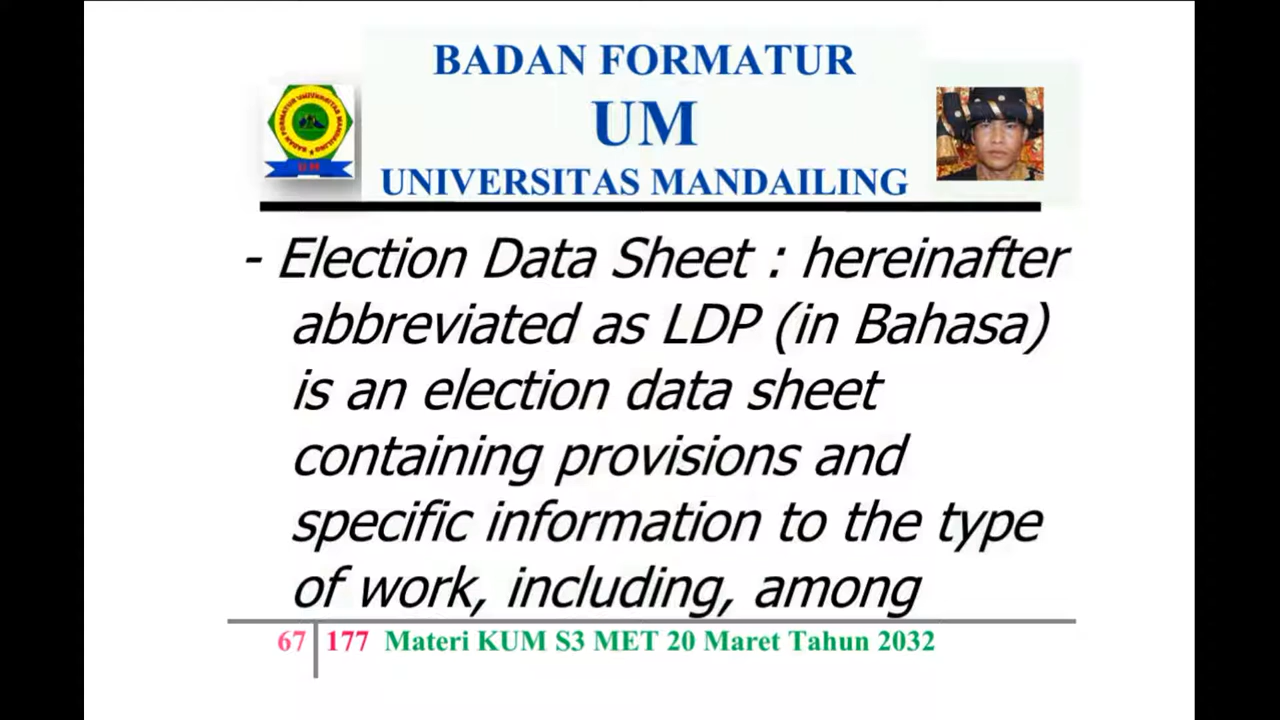 BADAN FORMATUR
UM
UNIVERSITAS MANDAILING
- Election Data Sheet : hereinafter
abbreviated as LDP (in Bahasa)
is an election data sheet
containing provisions and
specific information to the type
of work, including, among
67 177 Materi KUM S3 MET 20 Maret Tahun 2032